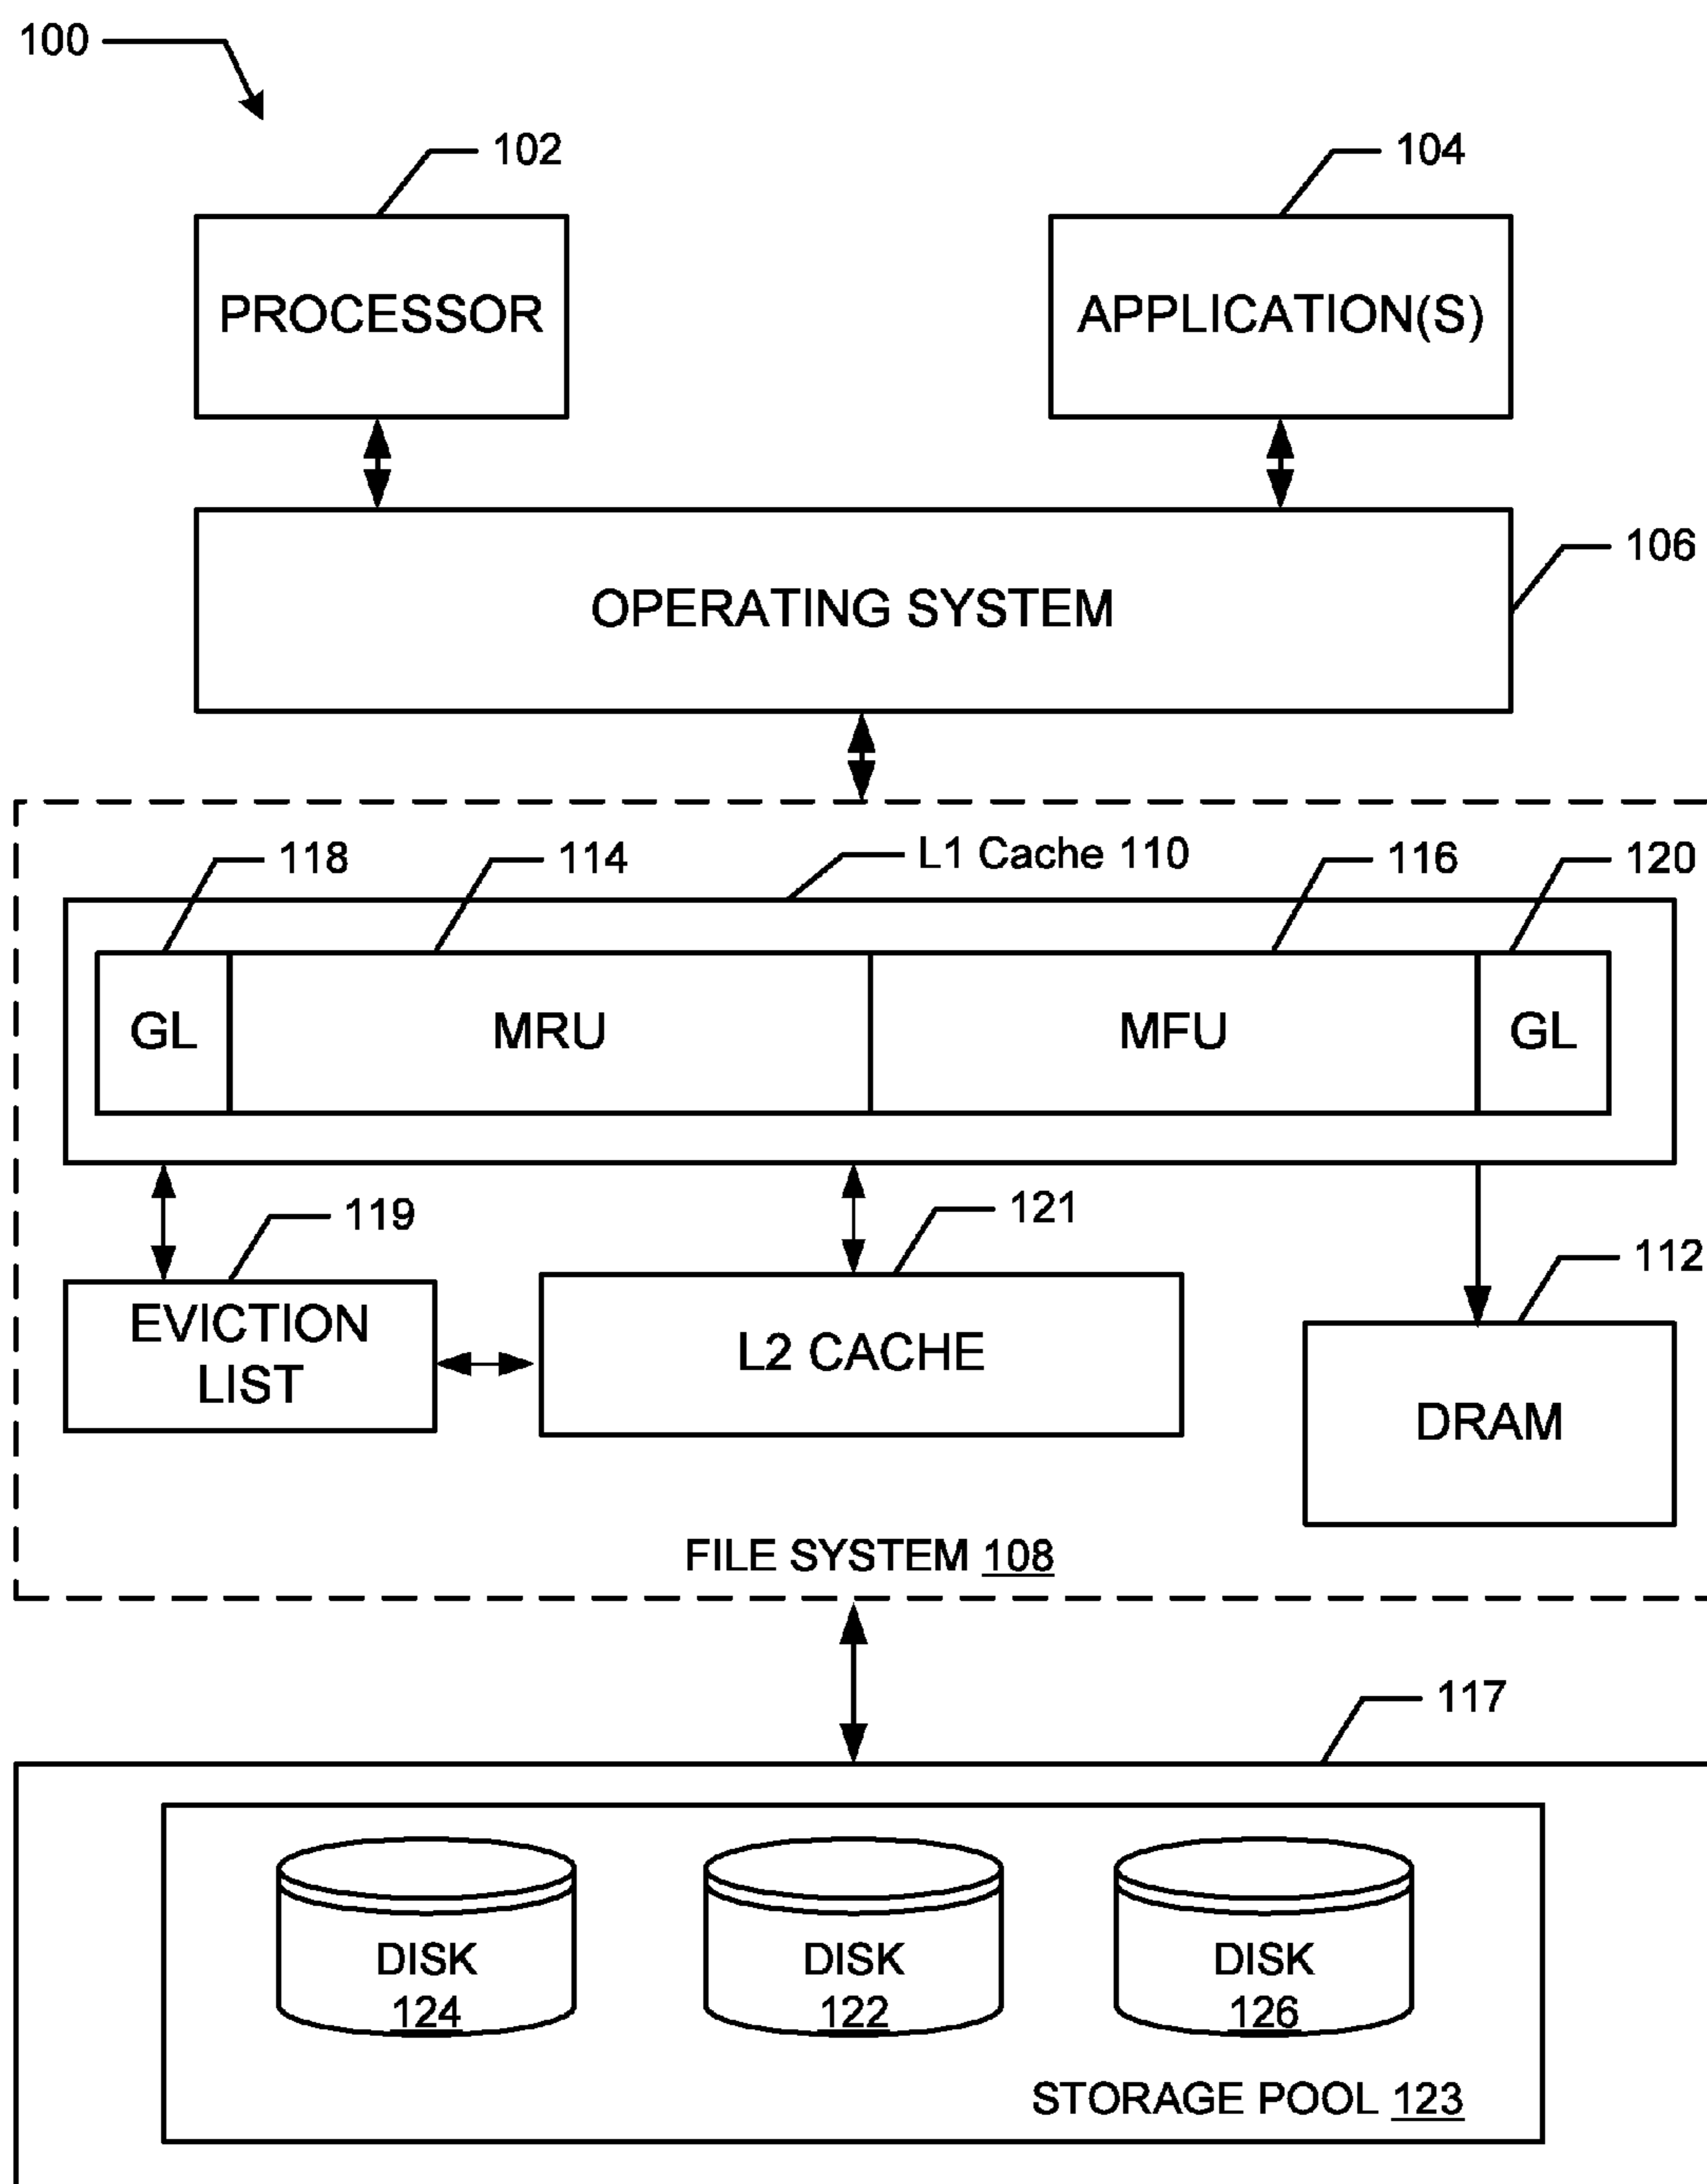 100
102
104
PROCESSOR
APPLICATION(S)
106
OPERATING SYSTEM
118
114
L1 Cache 110
116
120
GL
MRU
MFU
GL
119
121
112
EVICTION
LIST
L2 CACHE
DRAM
FILE SYSTEM 108
117
DISK
124
DISK
122
DISK
126
STORAGE POOL 123